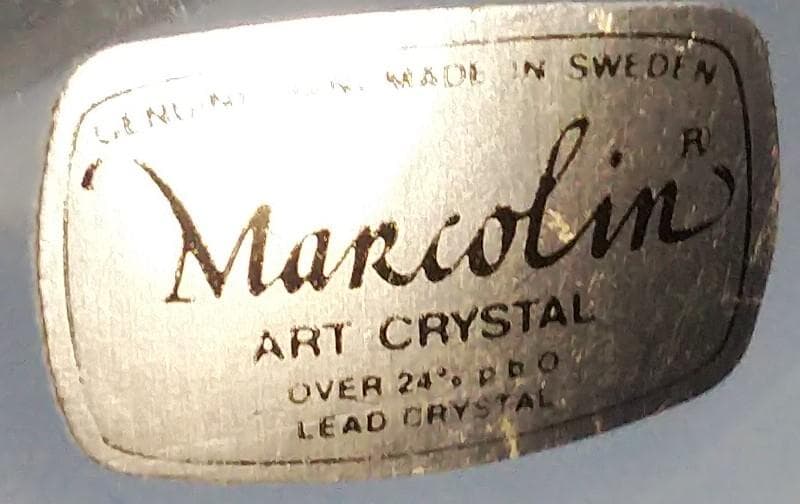 MADE IN SWEDEN
Marcolin R
ART CRYSTAL
OVER 24% PbO
LEAD CRYSTAL